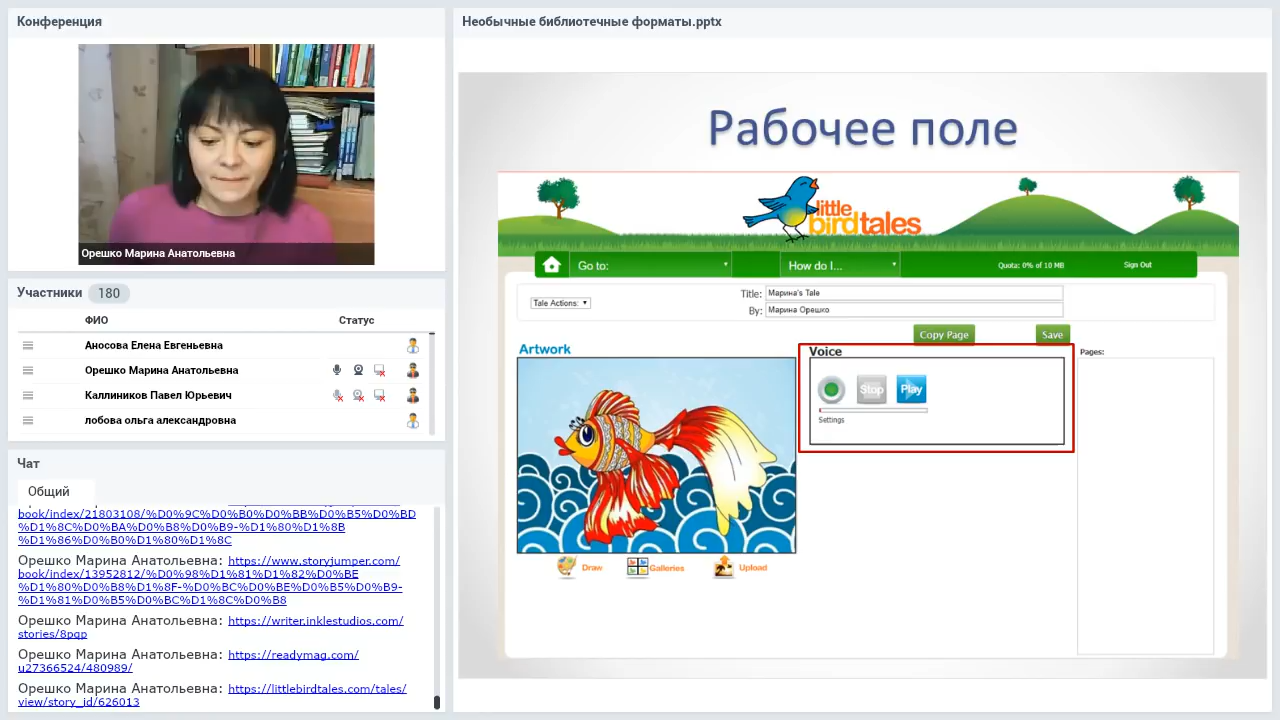 Конференция
Орешко Марина Анатольевна
Участники 180
ФИО Статус
Аносова Елена Евгеньевна
Орешко Марина Анатольевна
Каллиников Павел Юрьевич
лобова ольга александровна
Чат
Общий
book/index/21803108/%D0%9C%D0%B0%D0%BB%D0%B5%D0%BD
%D1%8C%D0%BA%D0%B8%D0%B9-%D1%80%D1%8B
%D1%86%D0%B0%D1%80%D1%8C
Орешко Марина Анатольевна: https://www.storyjumper.com/
book/index/13952812/%D0%98%D1%81%D1%82%D0%BE
%D1%80%D0%B8%D1%8F-%D0%BC%D0%BE%D0%B5%D0%B9-
%D1%81%D0%B5%D0%BC%D1%8C%D0%B8
Орешко Марина Анатольевна: https://writer.inklestudios.com/
stories/8pqp
Орешко Марина Анатольевна: https://readymag.com/
u27366524/480989/
Орешко Марина Анатольевна: https://littlebirdtales.com/tales/
view/story_id/626013
Необычные библиотечные форматы.pptx
Рабочее поле
little
birdtales
Go to: How do I... Quota: 0% of 10 MB Sign Out
Tale Actions:
Title: Марина's Tale
By: Марина Орешко
Copy Page Save
Artwork
Voice
Pages:
Stop Play
Settings
Draw Galleries Upload